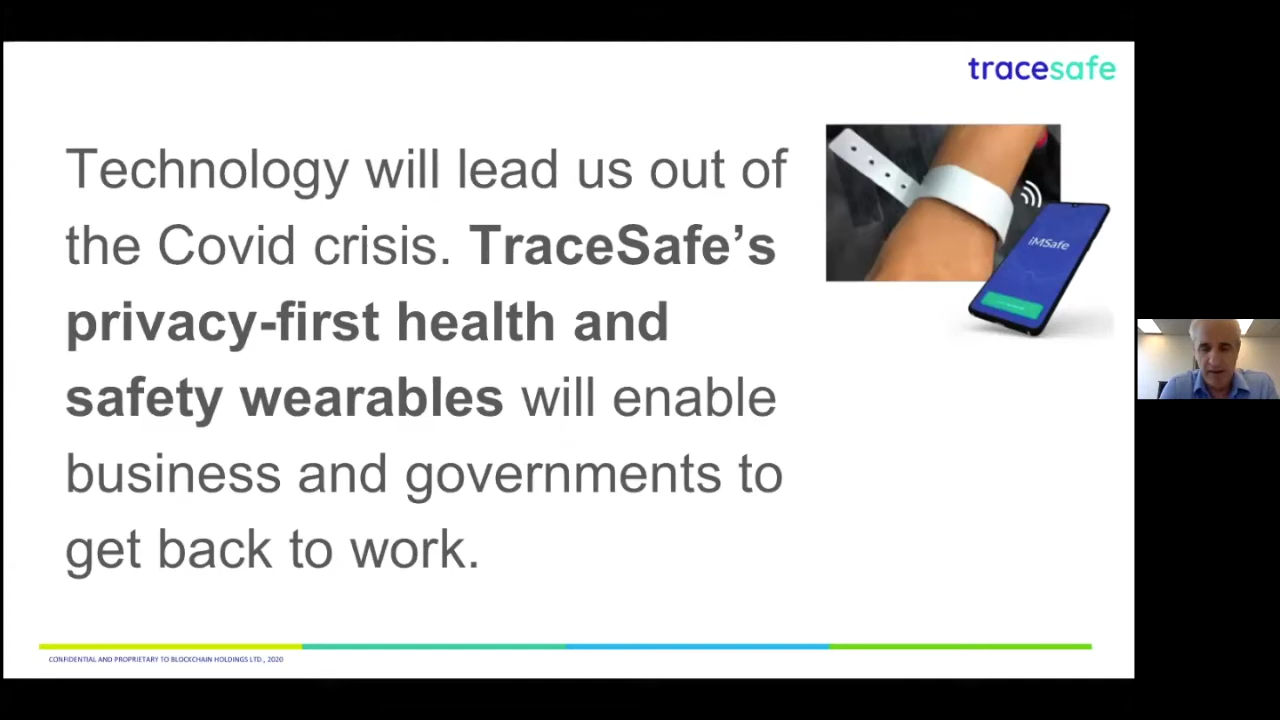 tracesafe
Technology will lead us out of
the Covid crisis. TraceSafe’s
privacy-first health and
safety wearables will enable
business and governments to
get back to work.
iMSafe
CONFIDENTIAL AND PROPRIETARY TO BLOCKCHAIN HOLDINGS LTD., 2020